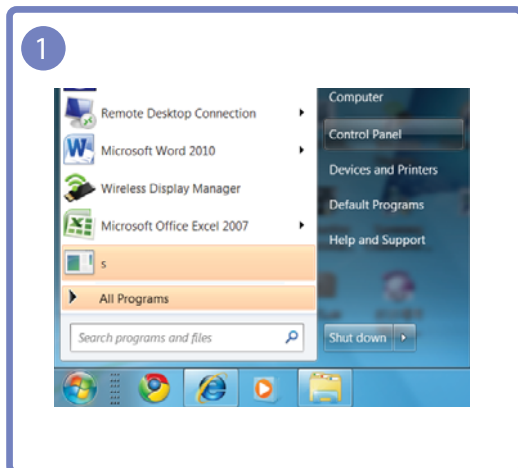 1
Remote Desktop Connection
Microsoft Word 2010
Wireless Display Manager
Microsoft Office Excel 2007
s
All Programs
Search programs and files
Computer
Control Panel
Devices and Printers
Default Programs
Help and Support
Shut down